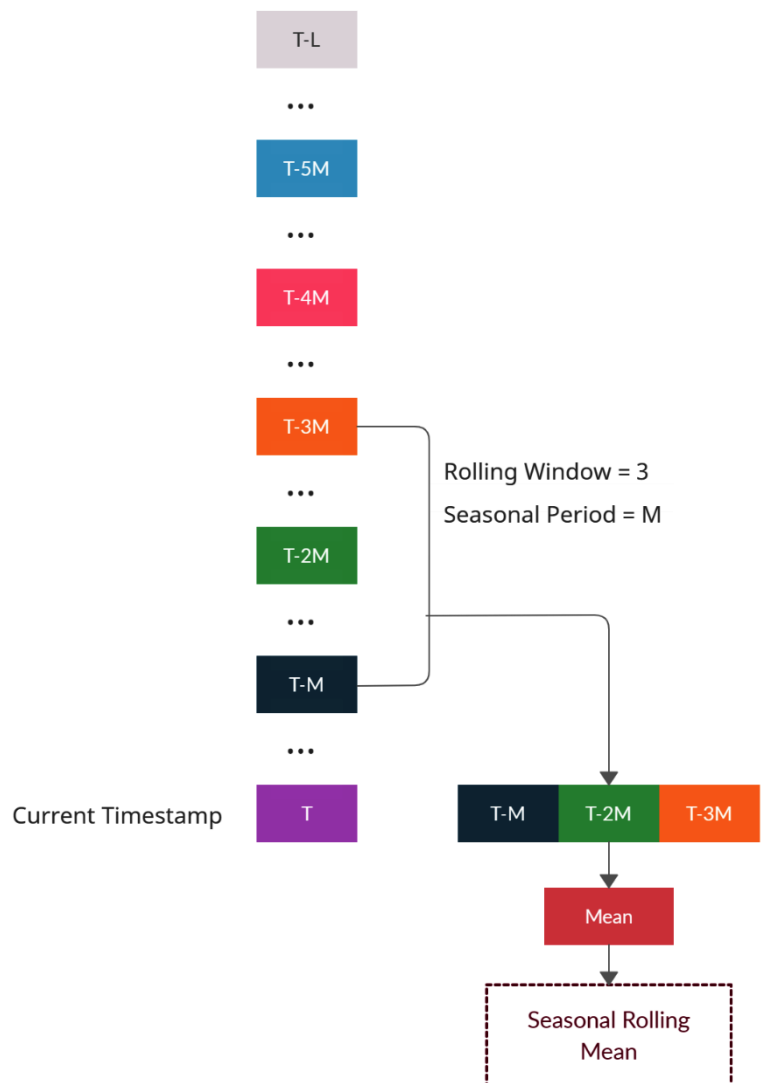 T-L
...
T-5M
...
T-4M
...
T-3M
Rolling Window = 3
...
Seasonal Period = M
T-2M
...
T-M
...
Current Timestamp
T
T-M
T-2M
T-3M
Mean
Seasonal Rolling
Mean